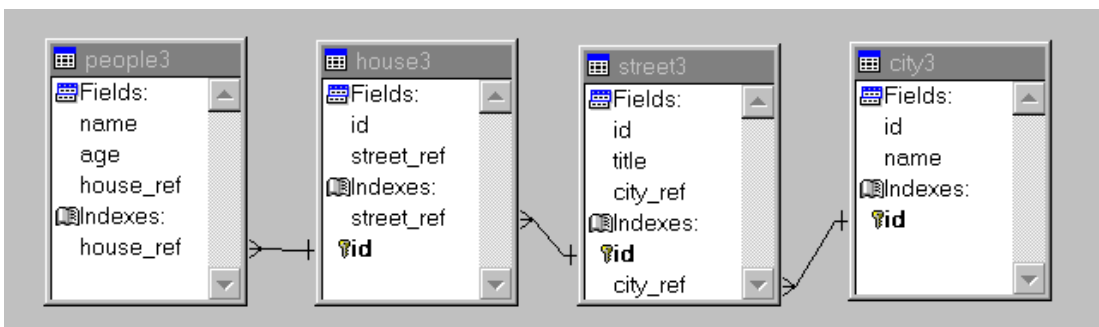 people3
Fields:
name
age
house_ref
Indexes:
house_ref
house3
Fields:
id
street_ref
Indexes:
street_ref
id
street3
Fields:
id
title
city_ref
Indexes:
id
city_ref
city3
Fields:
id
name
Indexes:
id